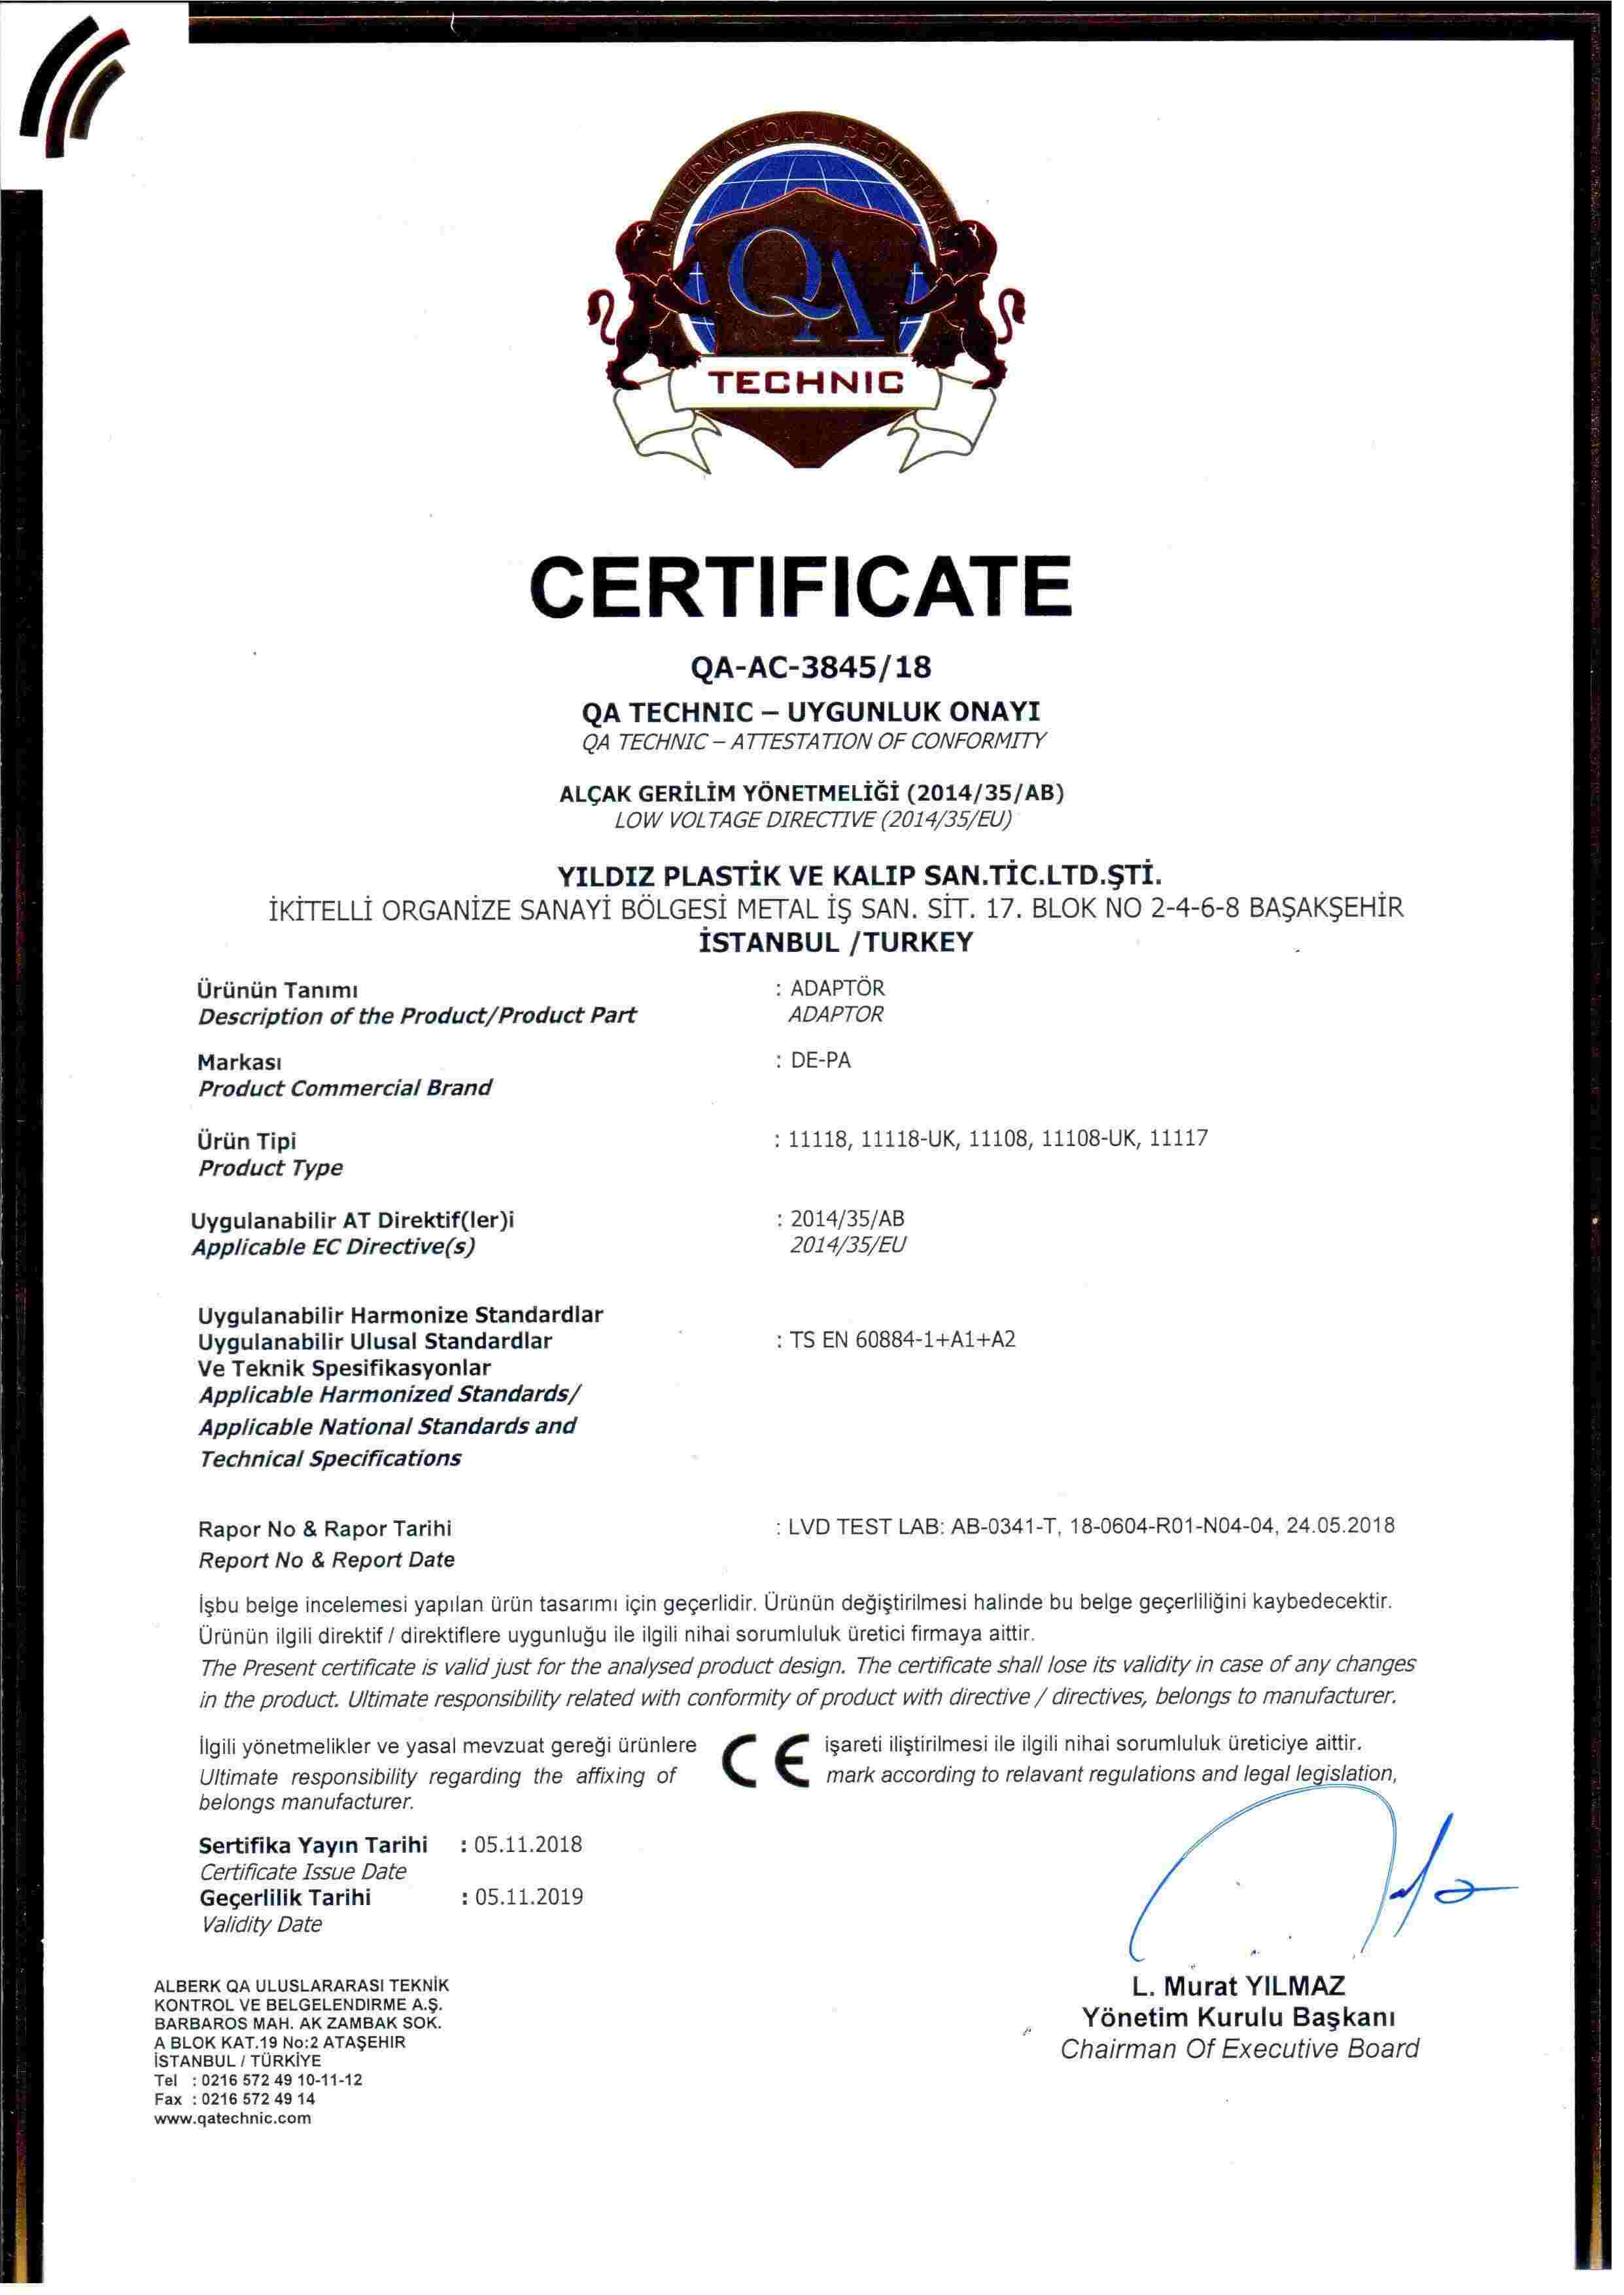 INTERNATIONAL REGISTRAR
QA
TECHNIC
CERTIFICATE
QA-AC-3845/18
QA TECHNIC – UYGUNLUK ONAYI
QA TECHNIC – ATTESTATION OF CONFORMITY
ALÇAK GERİLİM YÖNETMELİĞİ (2014/35/AB)
LOW VOLTAGE DIRECTIVE (2014/35/EU)
YILDIZ PLASTİK VE KALIP SAN.TİC.LTD.ŞTİ.
İKİTELLİ ORGANİZE SANAYİ BÖLGESİ METAL İŞ SAN. SİT. 17. BLOK NO 2-4-6-8 BAŞAKŞEHİR
İSTANBUL /TURKEY
Ürünün Tanımı : ADAPTÖR
Description of the Product/Product Part ADAPTOR
Markası : DE-PA
Product Commercial Brand
Ürün Tipi : 11118, 11118-UK, 11108, 11108-UK, 11117
Product Type
Uygulanabilir AT Direktif(ler)i : 2014/35/AB
Applicable EC Directive(s) 2014/35/EU
Uygulanabilir Harmonize Standardlar
Uygulanabilir Ulusal Standardlar : TS EN 60884-1+A1+A2
Ve Teknik Spesifikasyonlar
Applicable Harmonized Standards/
Applicable National Standards and
Technical Specifications
Rapor No & Rapor Tarihi : LVD TEST LAB: AB-0341-T, 18-0604-R01-N04-04, 24.05.2018
Report No & Report Date
İşbu belge incelemesi yapılan ürün tasarımı için geçerlidir. Ürünün değiştirilmesi halinde bu belge geçerliliğini kaybedecektir.
Ürünün ilgili direktif / direktiflere uygunluğu ile ilgili nihai sorumluluk üretici firmaya aittir.
The Present certificate is valid just for the analysed product design. The certificate shall lose its validity in case of any changes
in the product. Ultimate responsibility related with conformity of product with directive / directives, belongs to manufacturer.
İlgili yönetmelikler ve yasal mevzuat gereği ürünlere CE işareti iliştirilmesi ile ilgili nihai sorumluluk üreticiye aittir.
Ultimate responsibility regarding the affixing of mark according to relavant regulations and legal legislation,
belongs manufacturer.
Sertifika Yayın Tarihi : 05.11.2018
Certificate Issue Date
Geçerlilik Tarihi : 05.11.2019
Validity Date
ALBERK QA ULUSLARARASI TEKNİK
KONTROL VE BELGELENDIRME A.Ş.
BARBAROS MAH. AK ZAMBAK SOK.
A BLOK KAT.19 No:2 ATAŞEHIR
İSTANBUL / TÜRKİYE
Tel : 0216 572 49 10-11-12
Fax : 0216 572 49 14
www.qatechnic.com
L. Murat YILMAZ
Yönetim Kurulu Başkanı
Chairman Of Executive Board